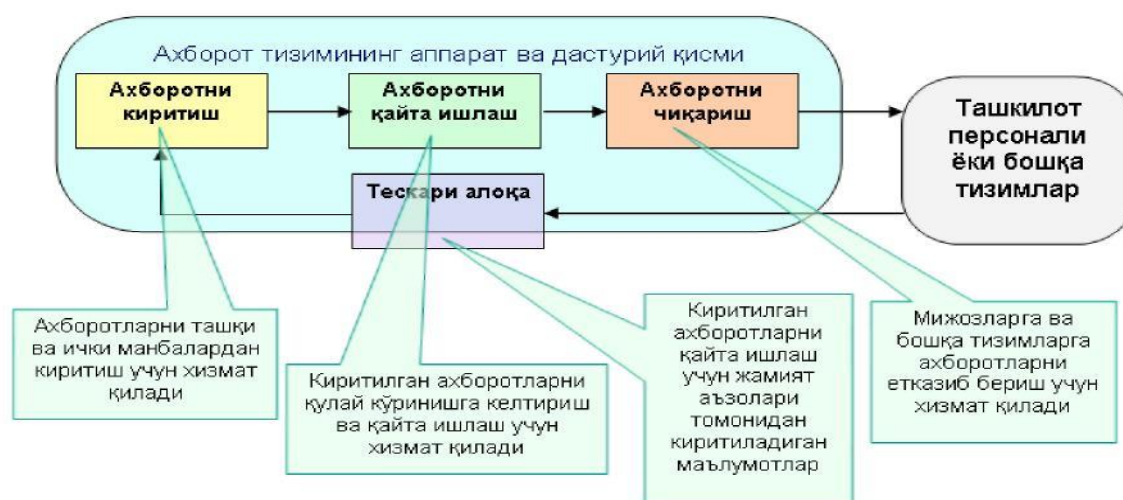 Ахборот тизимининг аппарат ва дастурий қисми
Ахборотни
киритиш
Ахборотни
қайта ишлаш
Ахборотни
чиқариш
Ташкилот
персонали
ёки бошқа
тизимлар
Тескари алоқа
Ахборотларни ташқи
ва ички манбалардан
киритиш учун хизмат
қилади
Киритилган ахборотларни
қулай кўринишга келтириш
ва қайта ишлаш учун
хизмат қилади
Киритилган
ахборотларни
қайта ишлаш
учун жамият
аъзолари
томонидан
киритиладиган
маълумотлар
Мижозларга ва
бошқа тизимларга
ахборотларни
етказиб бериш учун
хизмат қилади